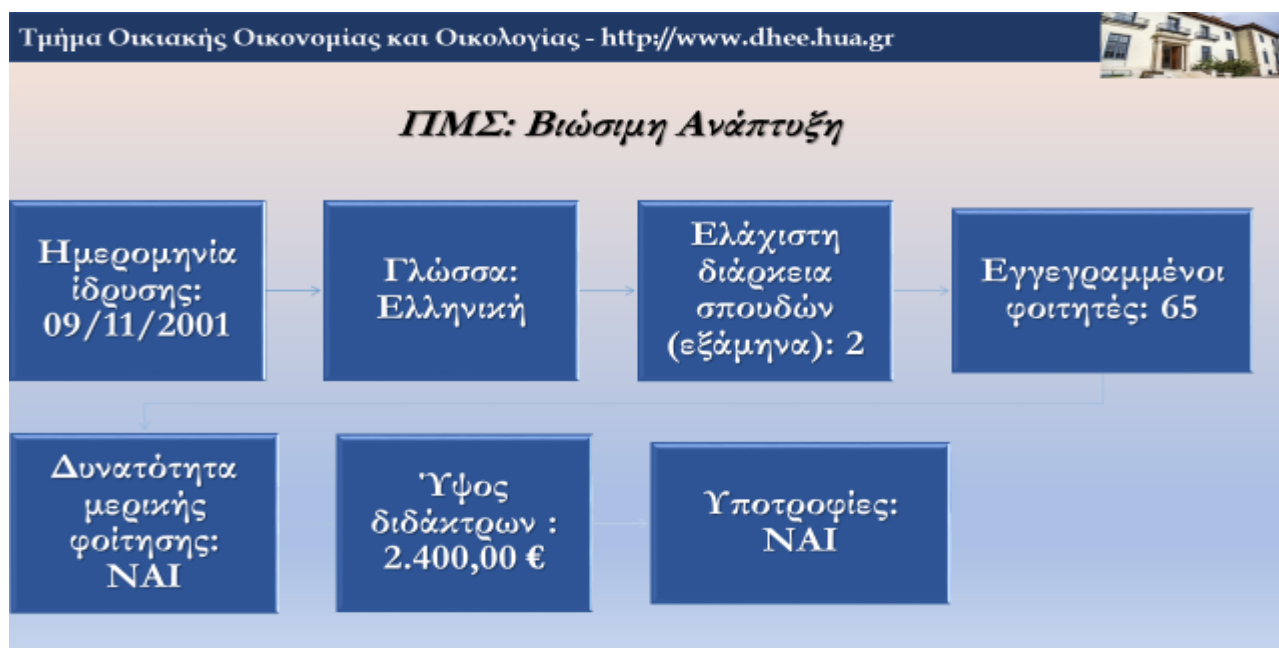 Τμήμα Οικιακής Οικονομίας και Οικολογίας - http://www.dhee.hua.gr
ΠΜΣ: Βιώσιμη Ανάπτυξη
Ημερομηνία
ίδρυσης:
09/11/2001
Γλώσσα:
Ελληνική
Ελάχιστη
διάρκεια
σπουδών
(εξάμηνα): 2
Εγγεγραμμένοι
φοιτητές: 65
Δυνατότητα
μερικής
φοίτησης:
ΝΑΙ
Ύψος
διδάκτρων :
2.400,00 €
Υποτροφίες:
ΝΑΙ